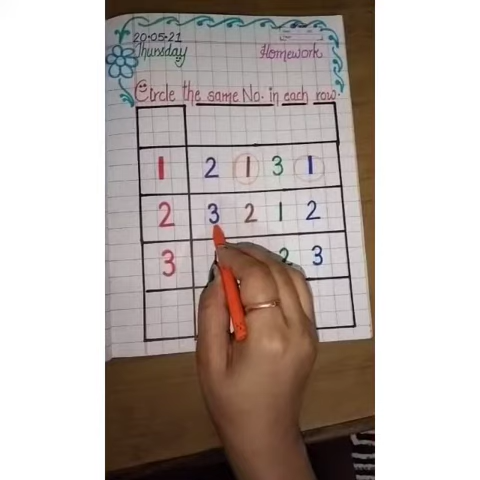 20.05.21
Thursday
Homework
Circle the same No. in each row.
1 2 1 3 1
2 3 2 1 2
3 2 3